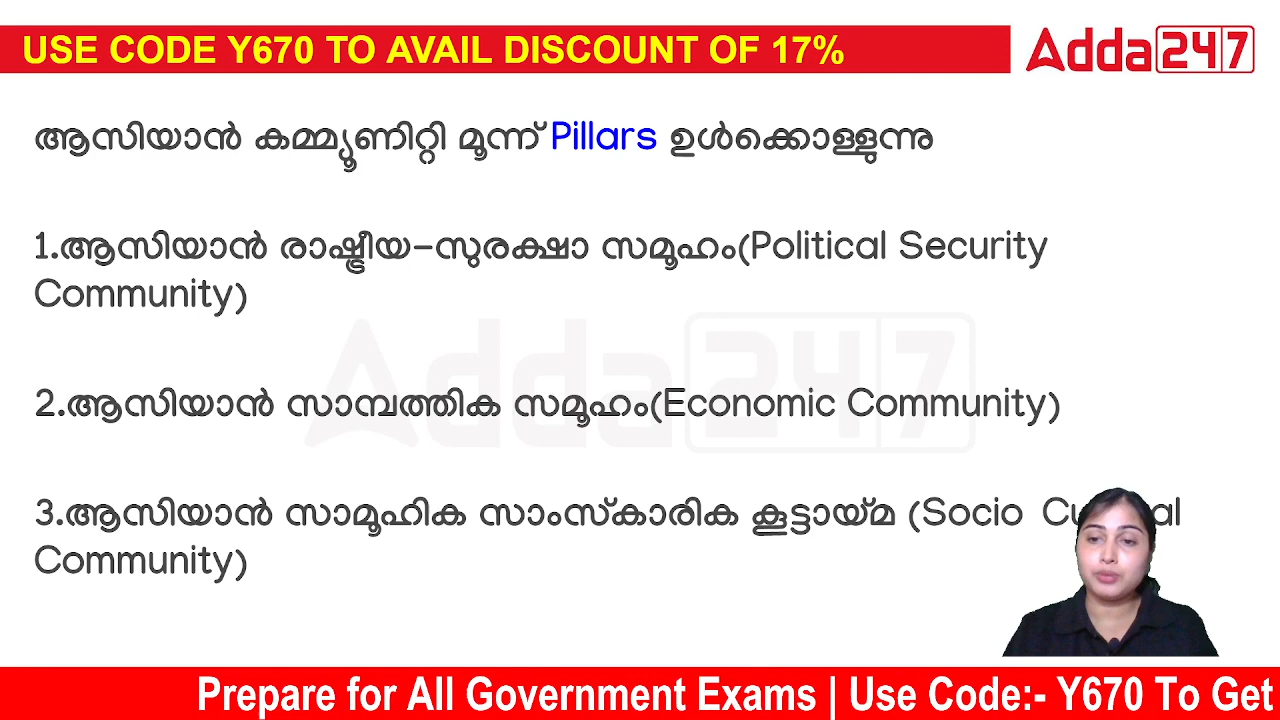 USE CODE Y670 TO AVAIL DISCOUNT OF 17%
Adda247
ആസിയാൻ കമ്മ്യൂണിറ്റി മൂന്ന് Pillars ഉൾക്കൊള്ളുന്നു
1.ആസിയാൻ രാഷ്ട്രീയ-സുരക്ഷാ സമൂഹം(Political Security
Community)
2.ആസിയാൻ സാമ്പത്തിക സമൂഹം(Economic Community)
3.ആസിയാൻ സാമൂഹിക സാംസ്കാരിക കൂട്ടായ്മ (Socio
Community)
Adda247
Prepare for All Government Exams | Use Code:- Y670 To Get